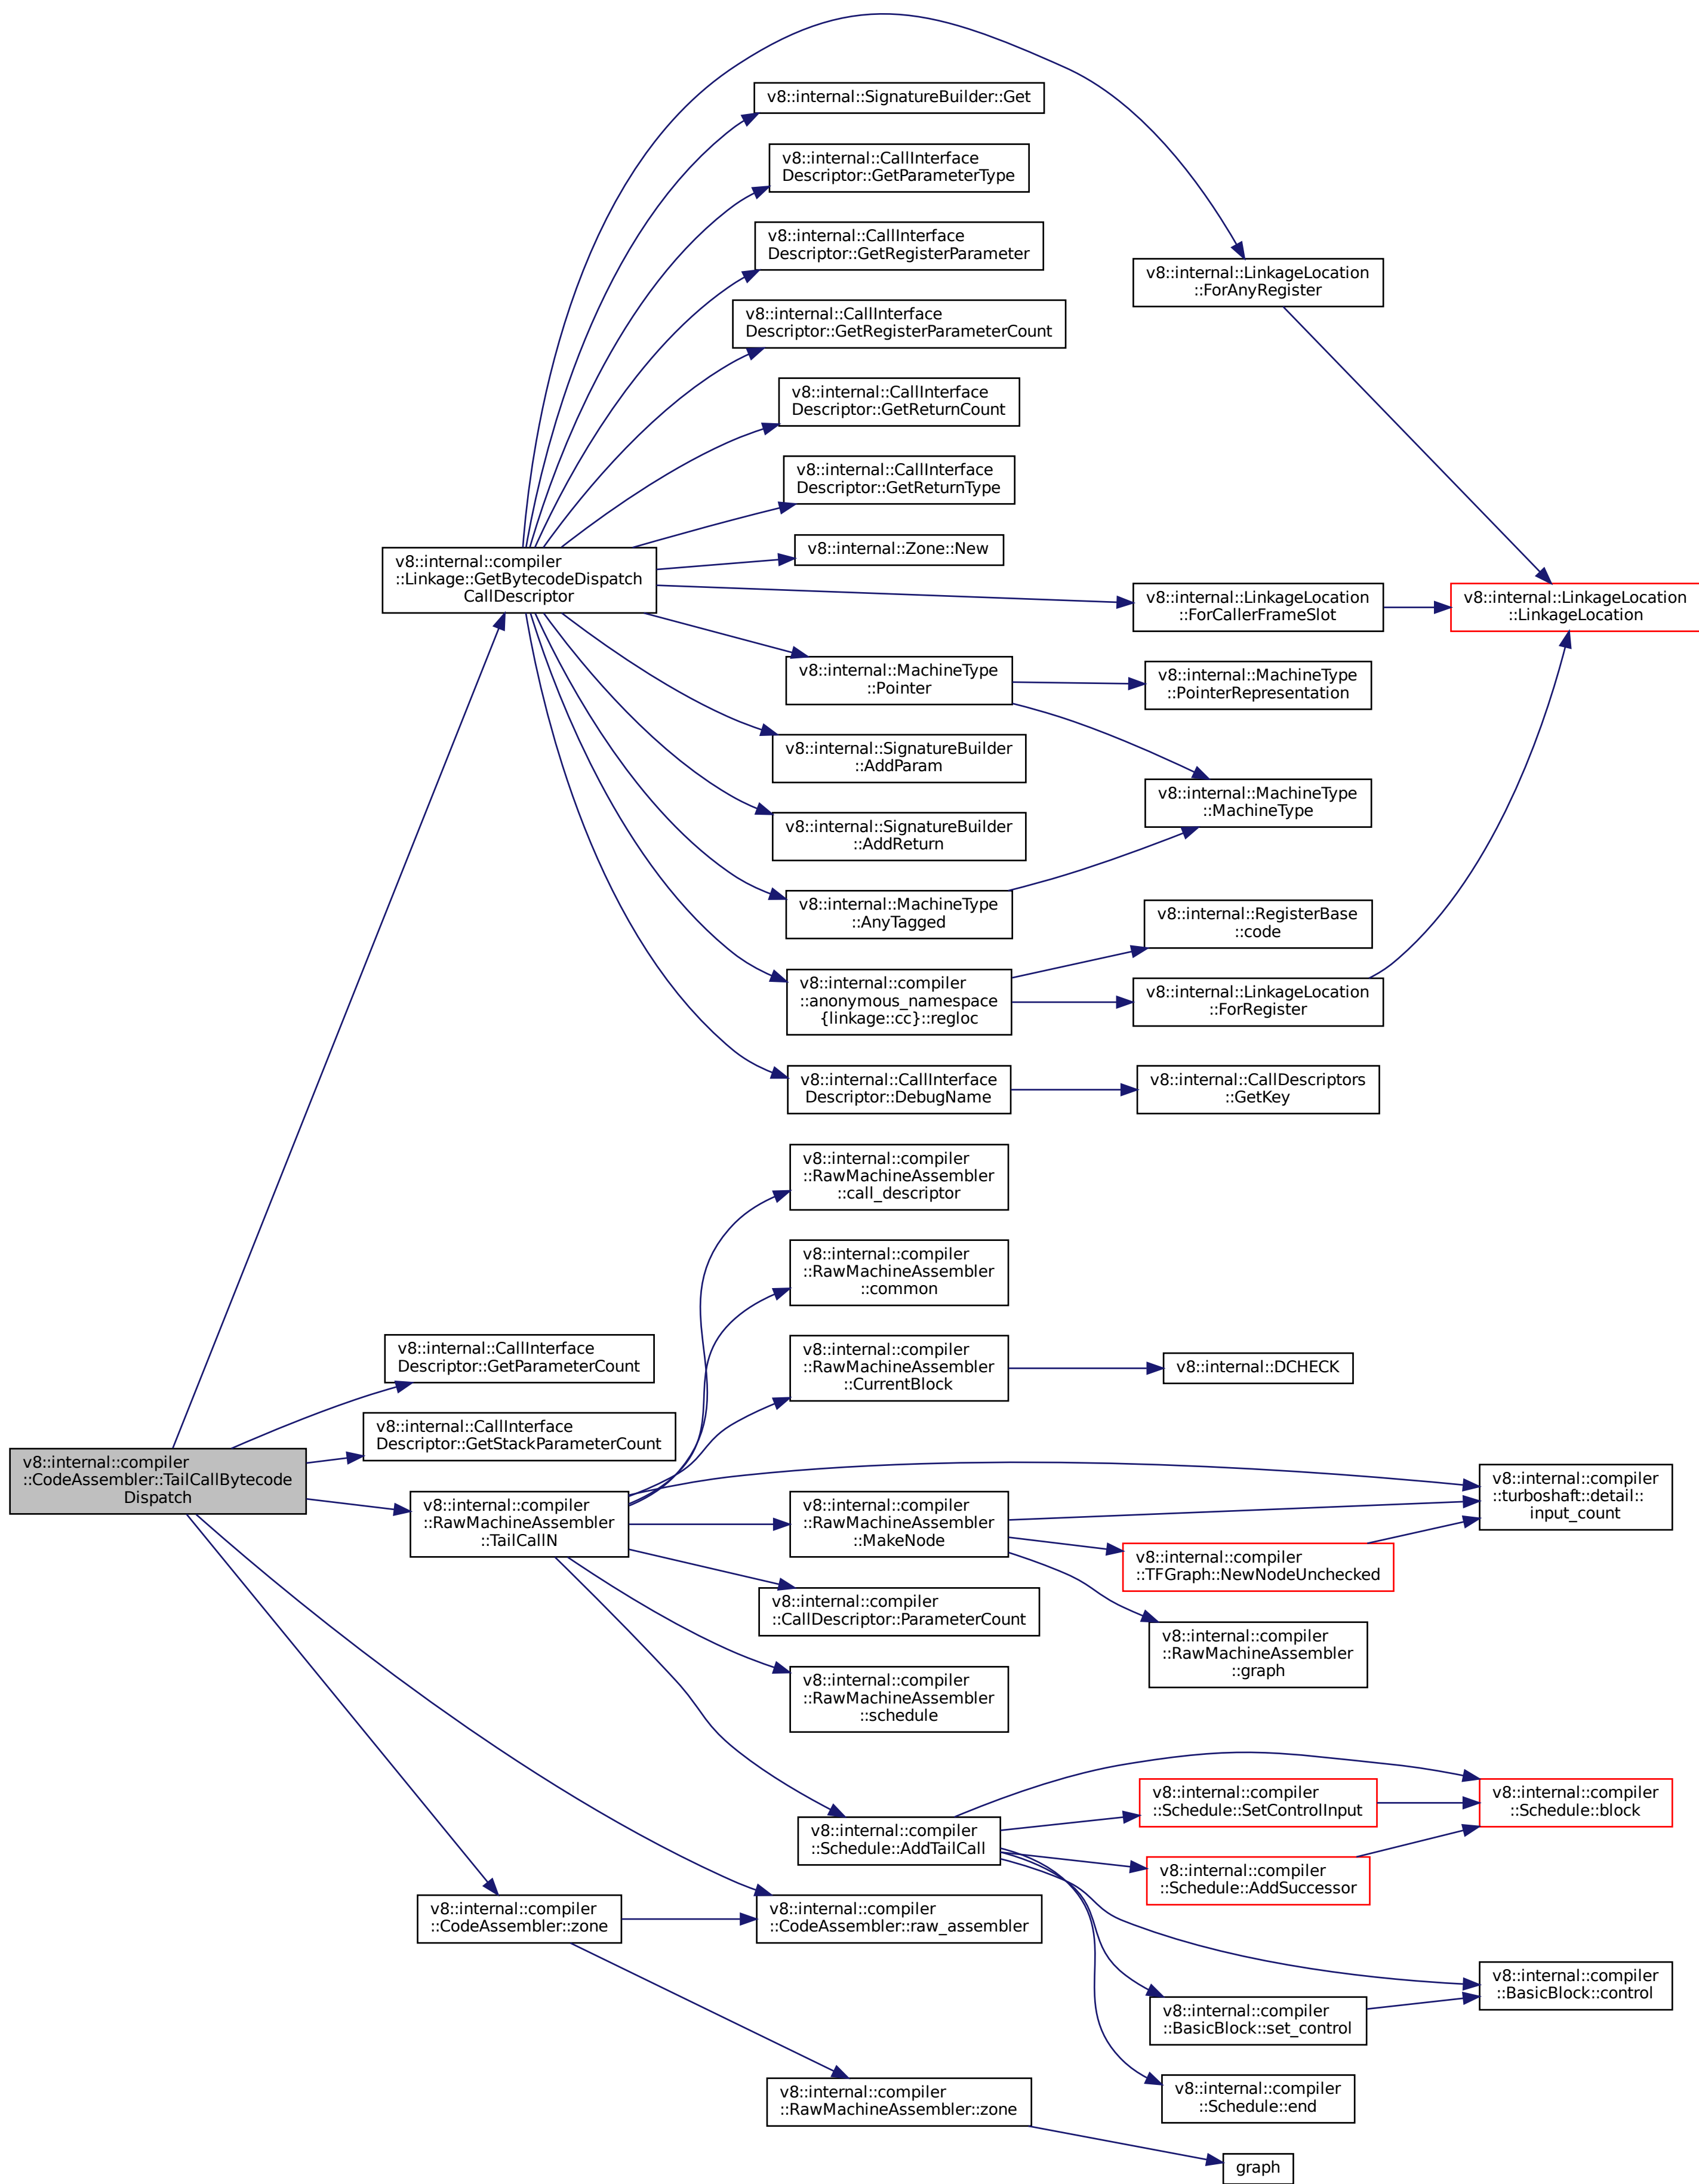 v8::internal::SignatureBuilder::Get
v8::internal::CallInterface
Descriptor::GetParameterType
v8::internal::CallInterface
Descriptor::GetRegisterParameter
v8::internal::LinkageLocation
::ForAnyRegister
v8::internal::CallInterface
Descriptor::GetRegisterParameterCount
v8::internal::CallInterface
Descriptor::GetReturnCount
v8::internal::CallInterface
Descriptor::GetReturnType
v8::internal::Zone::New
v8::internal::compiler
::Linkage::GetBytecodeDispatch
CallDescriptor
v8::internal::LinkageLocation
::ForCallerFrameSlot
v8::internal::LinkageLocation
::LinkageLocation
v8::internal::MachineType
::Pointer
v8::internal::MachineType
::PointerRepresentation
v8::internal::SignatureBuilder
::AddParam
v8::internal::MachineType
::MachineType
v8::internal::SignatureBuilder
::AddReturn
v8::internal::MachineType
::AnyTagged
v8::internal::RegisterBase
::code
v8::internal::compiler
::anonymous_namespace
{linkage::cc}::regloc
v8::internal::LinkageLocation
::ForRegister
v8::internal::CallInterface
Descriptor::DebugName
v8::internal::CallDescriptors
::GetKey
v8::internal::compiler
::RawMachineAssembler
::call_descriptor
v8::internal::compiler
::RawMachineAssembler
::common
v8::internal::CallInterface
Descriptor::GetParameterCount
v8::internal::compiler
::RawMachineAssembler
::CurrentBlock
v8::internal::DCHECK
v8::internal::CallInterface
Descriptor::GetStackParameterCount
v8::internal::compiler
::CodeAssembler::TailCallBytecode
Dispatch
v8::internal::compiler
::RawMachineAssembler
::TailCallN
v8::internal::compiler
::RawMachineAssembler
::MakeNode
v8::internal::compiler
::turboshaft::detail::
input_count
v8::internal::compiler
::TFGraph::NewNodeUnchecked
v8::internal::compiler
::CallDescriptor::ParameterCount
v8::internal::compiler
::RawMachineAssembler
::graph
v8::internal::compiler
::RawMachineAssembler
::schedule
v8::internal::compiler
::Schedule::SetControlInput
v8::internal::compiler
::Schedule::block
v8::internal::compiler
::Schedule::AddTailCall
v8::internal::compiler
::Schedule::AddSuccessor
v8::internal::compiler
::CodeAssembler::zone
v8::internal::compiler
::CodeAssembler::raw_assembler
v8::internal::compiler
::BasicBlock::control
v8::internal::compiler
::BasicBlock::set_control
v8::internal::compiler
::Schedule::end
v8::internal::compiler
::RawMachineAssembler::zone
graph